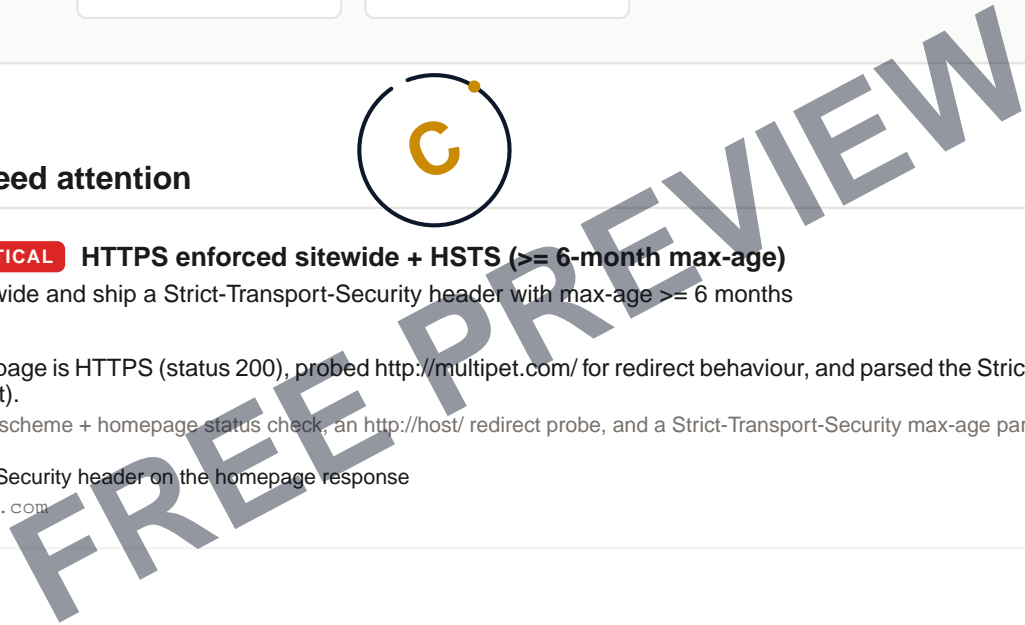 C
eed attention
TICAL HTTPS enforced sitewide + HSTS (>= 6-month max-age)
wide and ship a Strict-Transport-Security header with max-age >= 6 months
page is HTTPS (status 200), probed http://multipet.com/ for redirect behaviour, and parsed the Stric
t).
scheme + homepage status check, an http://host/ redirect probe, and a Strict-Transport-Security max-age par
Security header on the homepage response
.com
FREE PREVIEW